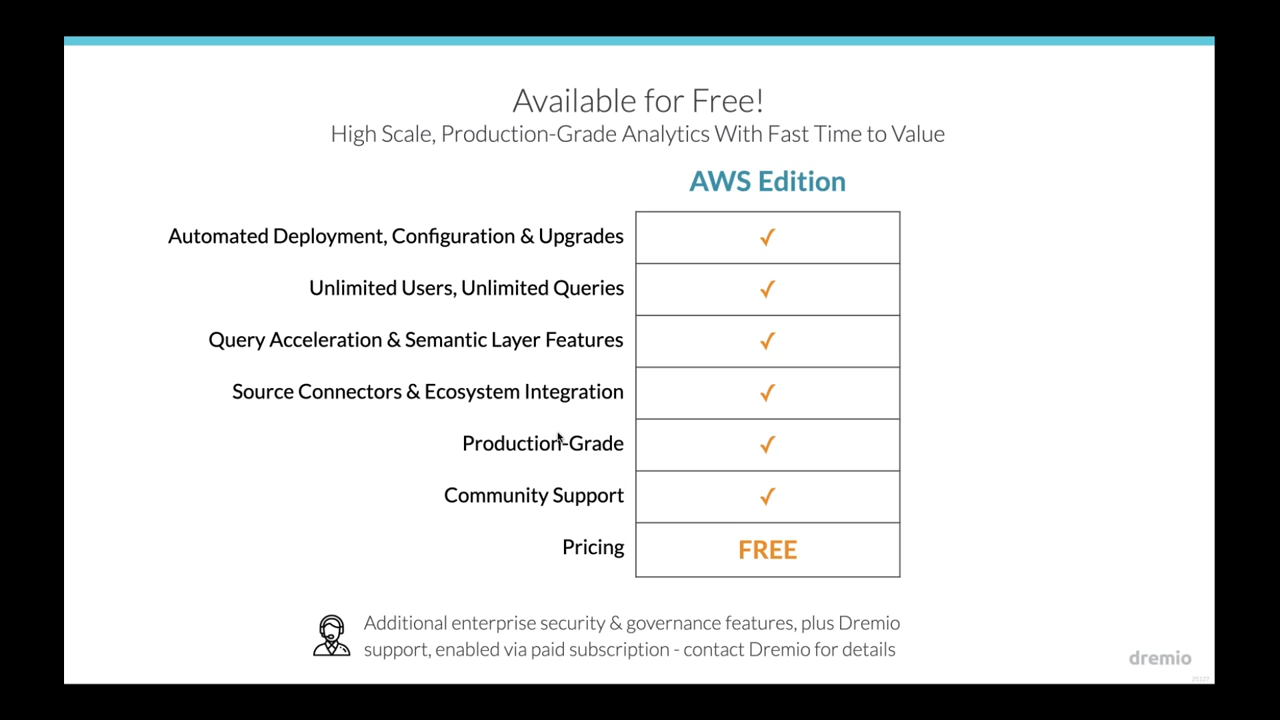 Available for Free!
High Scale, Production-Grade Analytics With Fast Time to Value
AWS Edition
Automated Deployment, Configuration & Upgrades ✓
Unlimited Users, Unlimited Queries ✓
Query Acceleration & Semantic Layer Features ✓
Source Connectors & Ecosystem Integration ✓
Production-Grade ✓
Community Support ✓
Pricing FREE
Additional enterprise security & governance features, plus Dremio
support, enabled via paid subscription - contact Dremio for details
dremio